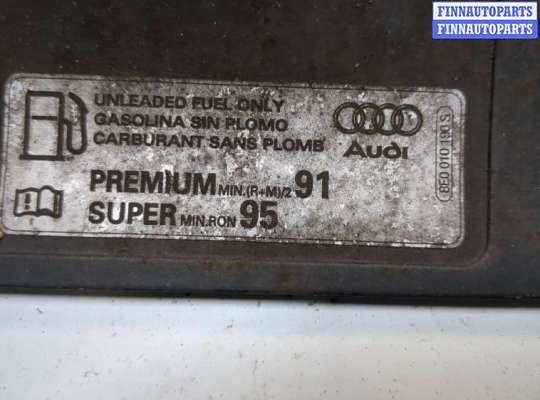 FINNAUTOPARTS
FINNAUTOPARTS
UNLEADED FUEL ONLY
GASOLINA SIN PLOMO
CARBURANT SANS PLOMB
Audi
8E0 010 190 S
PREMIUM MIN.(R+M)/2 91
SUPER MIN.RON 95